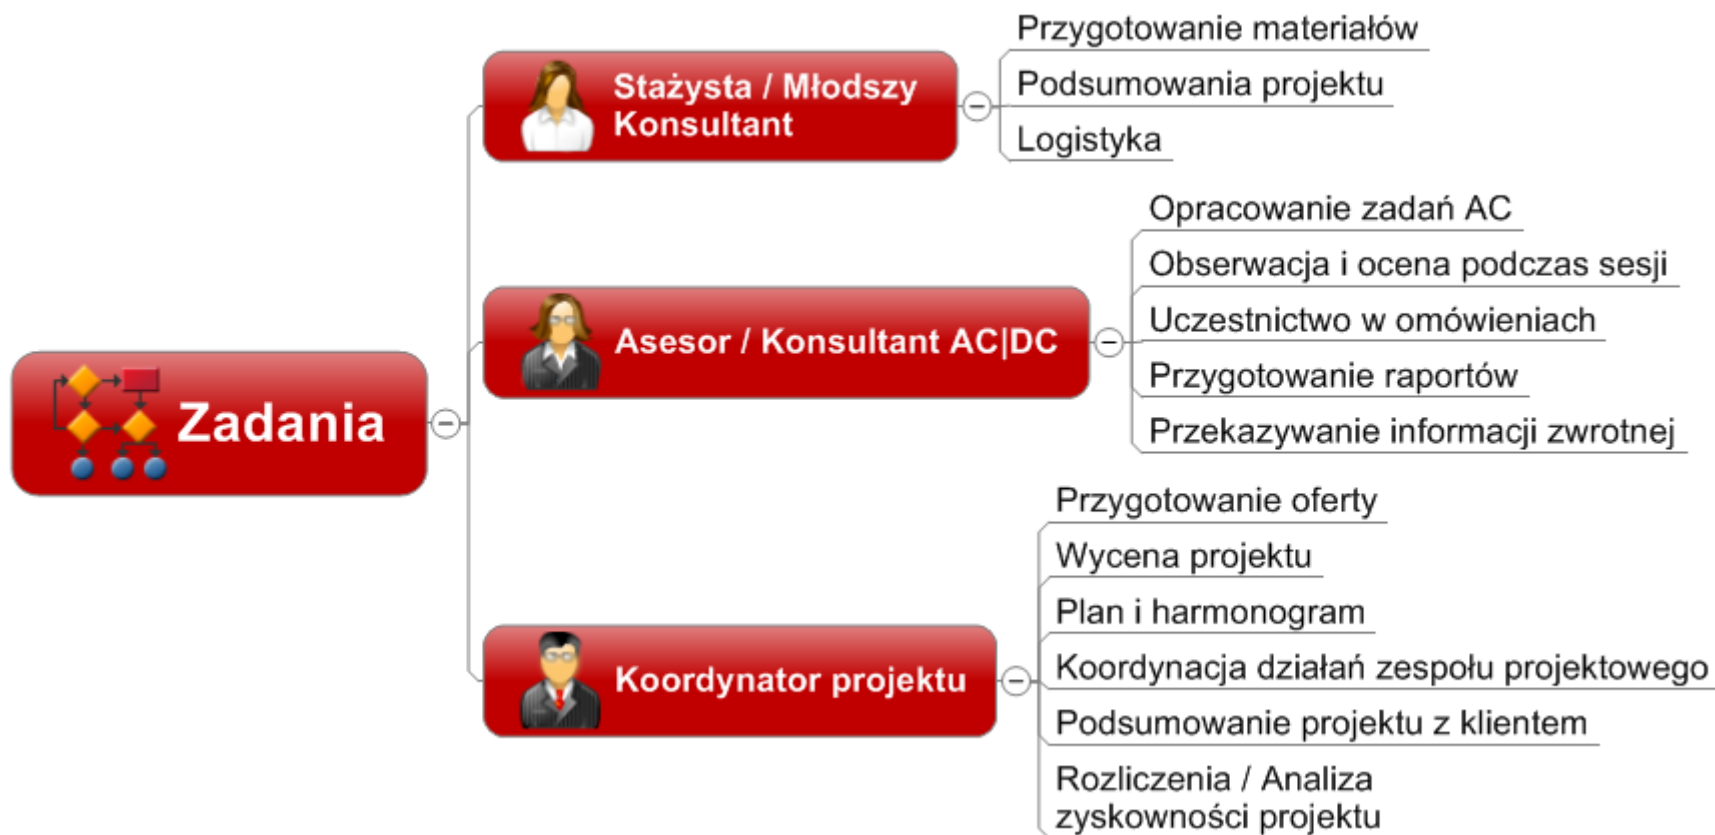 Zadania
Stażysta / Młodszy
Konsultant
Przygotowanie materiałów
Podsumowania projektu
Logistyka
Asesor / Konsultant AC|DC
Opracowanie zadań AC
Obserwacja i ocena podczas sesji
Uczestnictwo w omówieniach
Przygotowanie raportów
Przekazywanie informacji zwrotnej
Koordynator projektu
Przygotowanie oferty
Wycena projektu
Plan i harmonogram
Koordynacja działań zespołu projektowego
Podsumowanie projektu z klientem
Rozliczenia / Analiza
zyskowności projektu